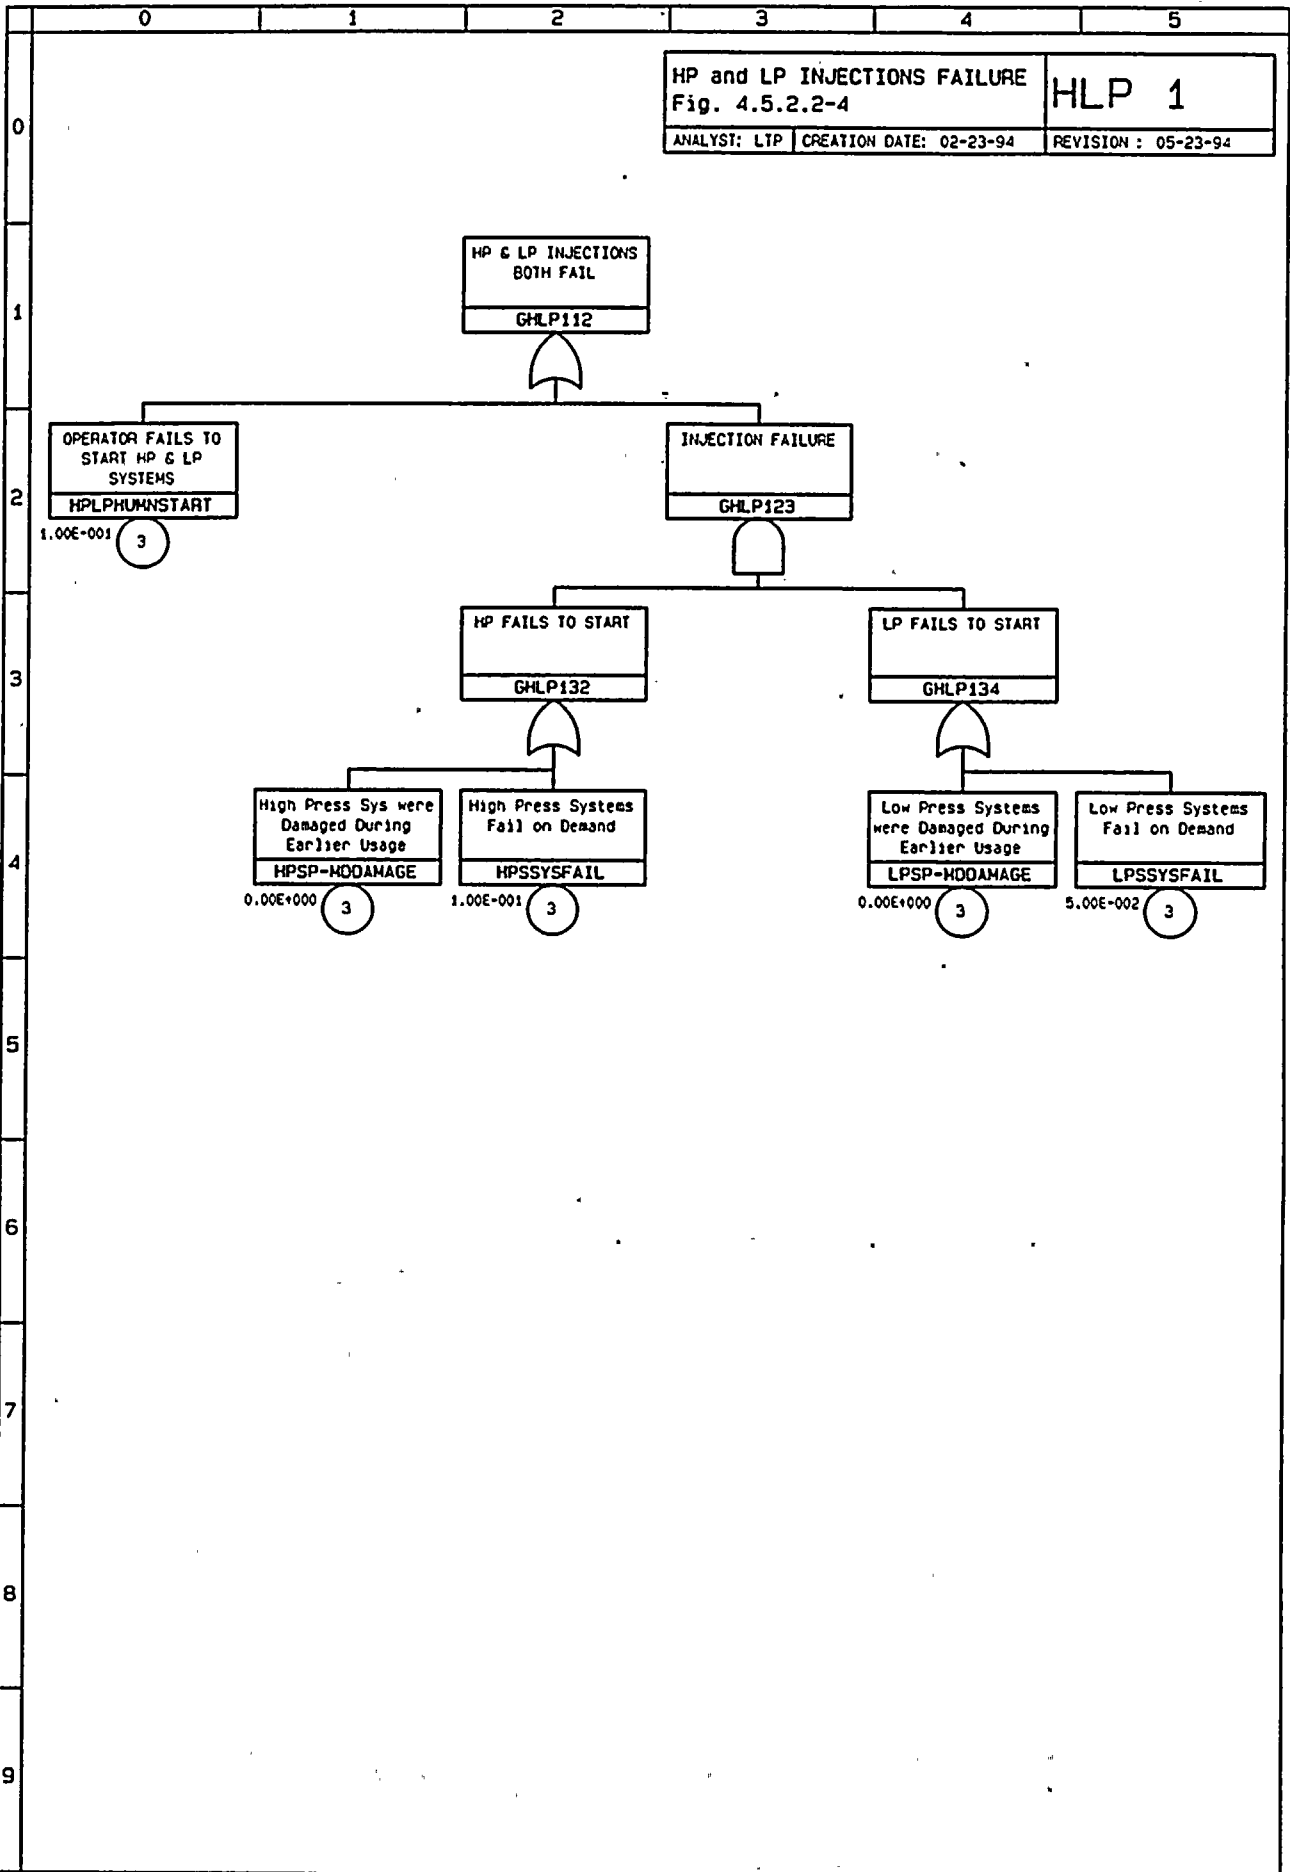 0 1 2 3 4 5
HP and LP INJECTIONS FAILURE
Fig. 4.5.2.2-4
HLP 1
ANALYST: LTP CREATION DATE: 02-23-94 REVISION : 05-23-94
0
HP & LP INJECTIONS
BOTH FAIL
GHLP112
1
OPERATOR FAILS TO
START HP & LP
SYSTEMS
HPLPHUMNSTART
1.00E-001
3
INJECTION FAILURE
GHLP123
2
HP FAILS TO START
GHLP132
LP FAILS TO START
GHLP134
3
High Press Sys were
Damaged During
Earlier Usage
HPSP-NODAMAGE
0.00E+000
3
High Press Systems
Fail on Demand
HPSSYSFAIL
1.00E-001
3
Low Press Systems
were Damaged During
Earlier Usage
LPSP-NODAMAGE
0.00E+000
3
Low Press Systems
Fail on Demand
LPSSYSFAIL
5.00E-002
3
4
5
6
7
8
9